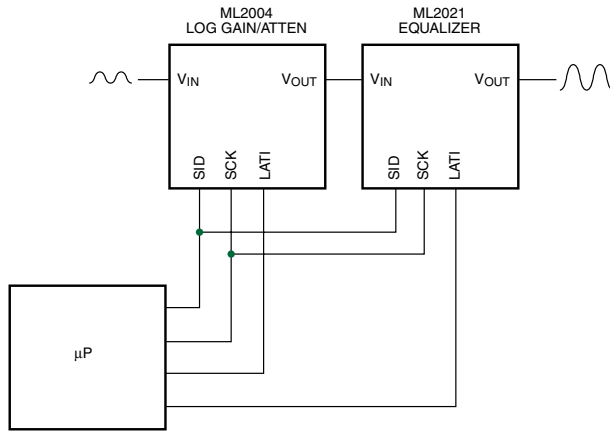 ML2004
LOG GAIN/ATTEN
ML2021
EQUALIZER
VIN
VOUT
VIN
VOUT
SID
SCK
LATI
SID
SCK
LATI
μP